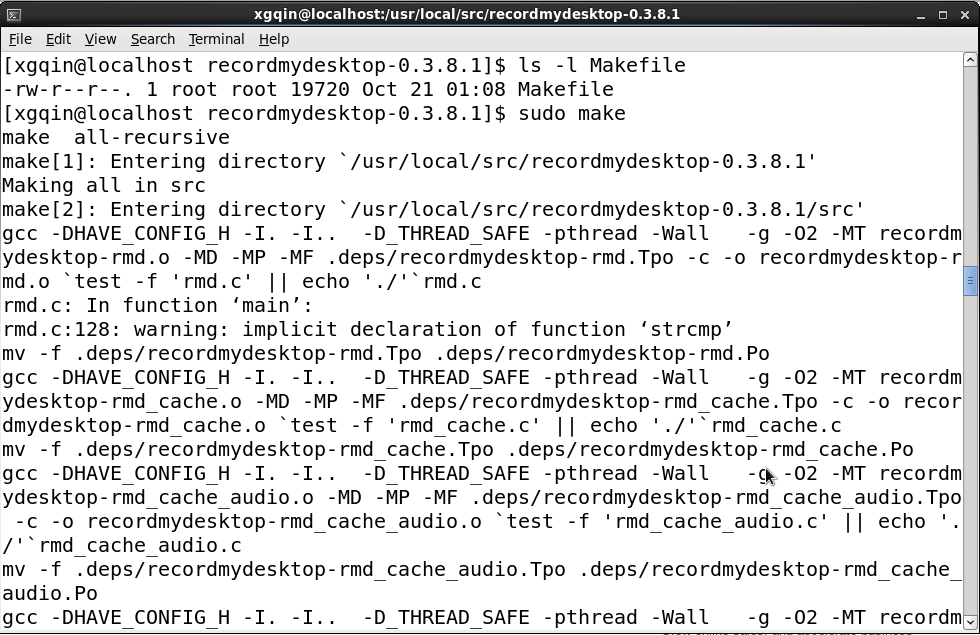 xgqin@localhost:/usr/local/src/recordmydesktop-0.3.8.1
File Edit View Search Terminal Help
[xgqin@localhost recordmydesktop-0.3.8.1]$ ls -l Makefile
-rw-r--r--. 1 root root 19720 Oct 21 01:08 Makefile
[xgqin@localhost recordmydesktop-0.3.8.1]$ sudo make
make  all-recursive
make[1]: Entering directory `/usr/local/src/recordmydesktop-0.3.8.1'
Making all in src
make[2]: Entering directory `/usr/local/src/recordmydesktop-0.3.8.1/src'
gcc -DHAVE_CONFIG_H -I. -I..  -D_THREAD_SAFE -pthread -Wall   -g -O2 -MT recordm
ydesktop-rmd.o -MD -MP -MF .deps/recordmydesktop-rmd.Tpo -c -o recordmydesktop-r
md.o `test -f 'rmd.c' || echo './'`rmd.c
rmd.c: In function ‘main’:
rmd.c:128: warning: implicit declaration of function ‘strcmp’
mv -f .deps/recordmydesktop-rmd.Tpo .deps/recordmydesktop-rmd.Po
gcc -DHAVE_CONFIG_H -I. -I..  -D_THREAD_SAFE -pthread -Wall   -g -O2 -MT recordm
ydesktop-rmd_cache.o -MD -MP -MF .deps/recordmydesktop-rmd_cache.Tpo -c -o recor
dmydesktop-rmd_cache.o `test -f 'rmd_cache.c' || echo './'`rmd_cache.c
mv -f .deps/recordmydesktop-rmd_cache.Tpo .deps/recordmydesktop-rmd_cache.Po
gcc -DHAVE_CONFIG_H -I. -I..  -D_THREAD_SAFE -pthread -Wall   -g -O2 -MT recordm
ydesktop-rmd_cache_audio.o -MD -MP -MF .deps/recordmydesktop-rmd_cache_audio.Tpo
 -c -o recordmydesktop-rmd_cache_audio.o `test -f 'rmd_cache_audio.c' || echo '.
/'`rmd_cache_audio.c
mv -f .deps/recordmydesktop-rmd_cache_audio.Tpo .deps/recordmydesktop-rmd_cache_
audio.Po
gcc -DHAVE_CONFIG_H -I. -I..  -D_THREAD_SAFE -pthread -Wall   -g -O2 -MT recordm